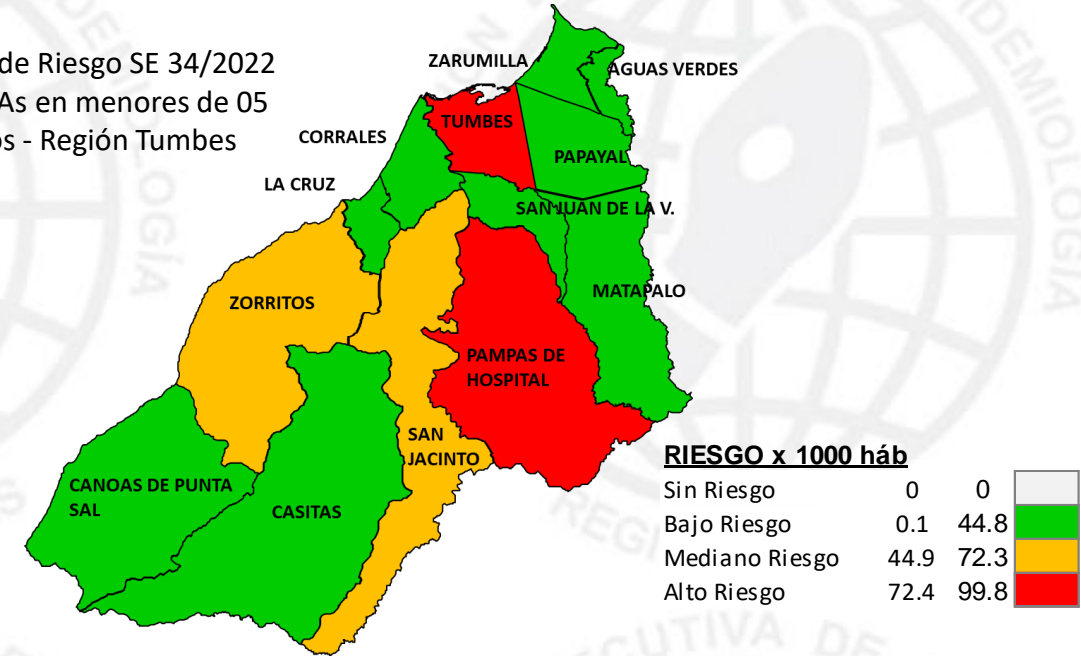 de Riesgo SE 34/2022
As en menores de 05
os - Región Tumbes
ZARUMILLA
AGUAS VERDES
TUMBES
CORRALES
PAPAYAL
LA CRUZ
SAN JUAN DE LA V.
MATAPALO
ZORRITOS
PAMPAS DE
HOSPITAL
SAN
JACINTO
CANOAS DE PUNTA
SAL
CASITAS
RIESGO x 1000 háb
Sin Riesgo 0 0
Bajo Riesgo 0.1 44.8
Mediano Riesgo 44.9 72.3
Alto Riesgo 72.4 99.8